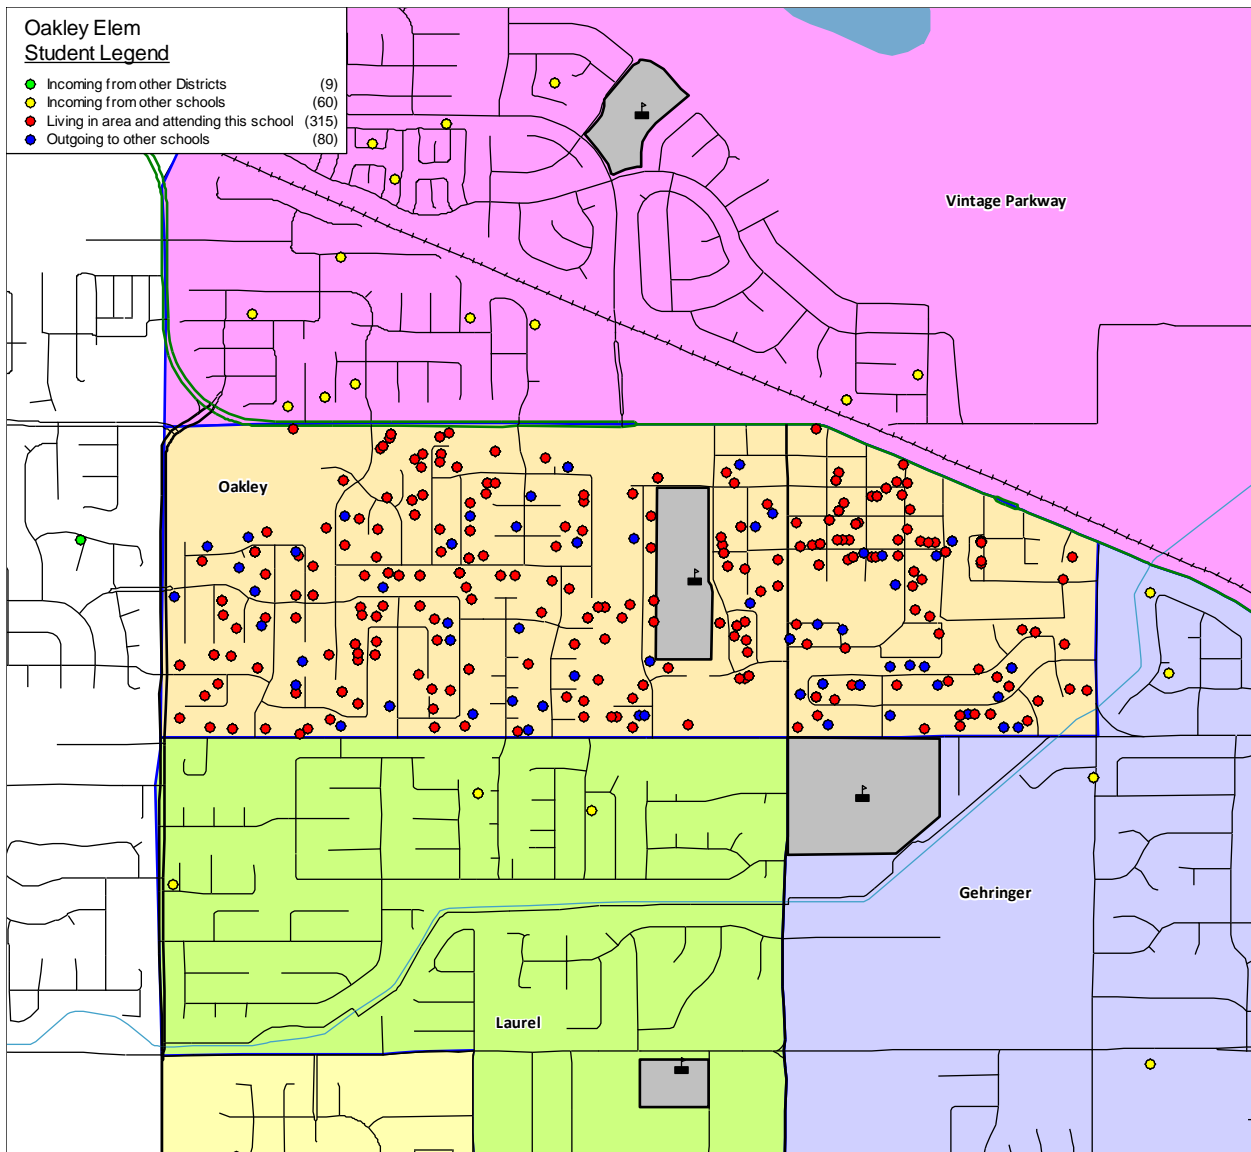 Oakley Elem
Student Legend
Incoming from other Districts (9)
Incoming from other schools (60)
Living in area and attending this school (315)
Outgoing to other schools (80)
Vintage Parkway
Oakley
Gehringer
Laurel